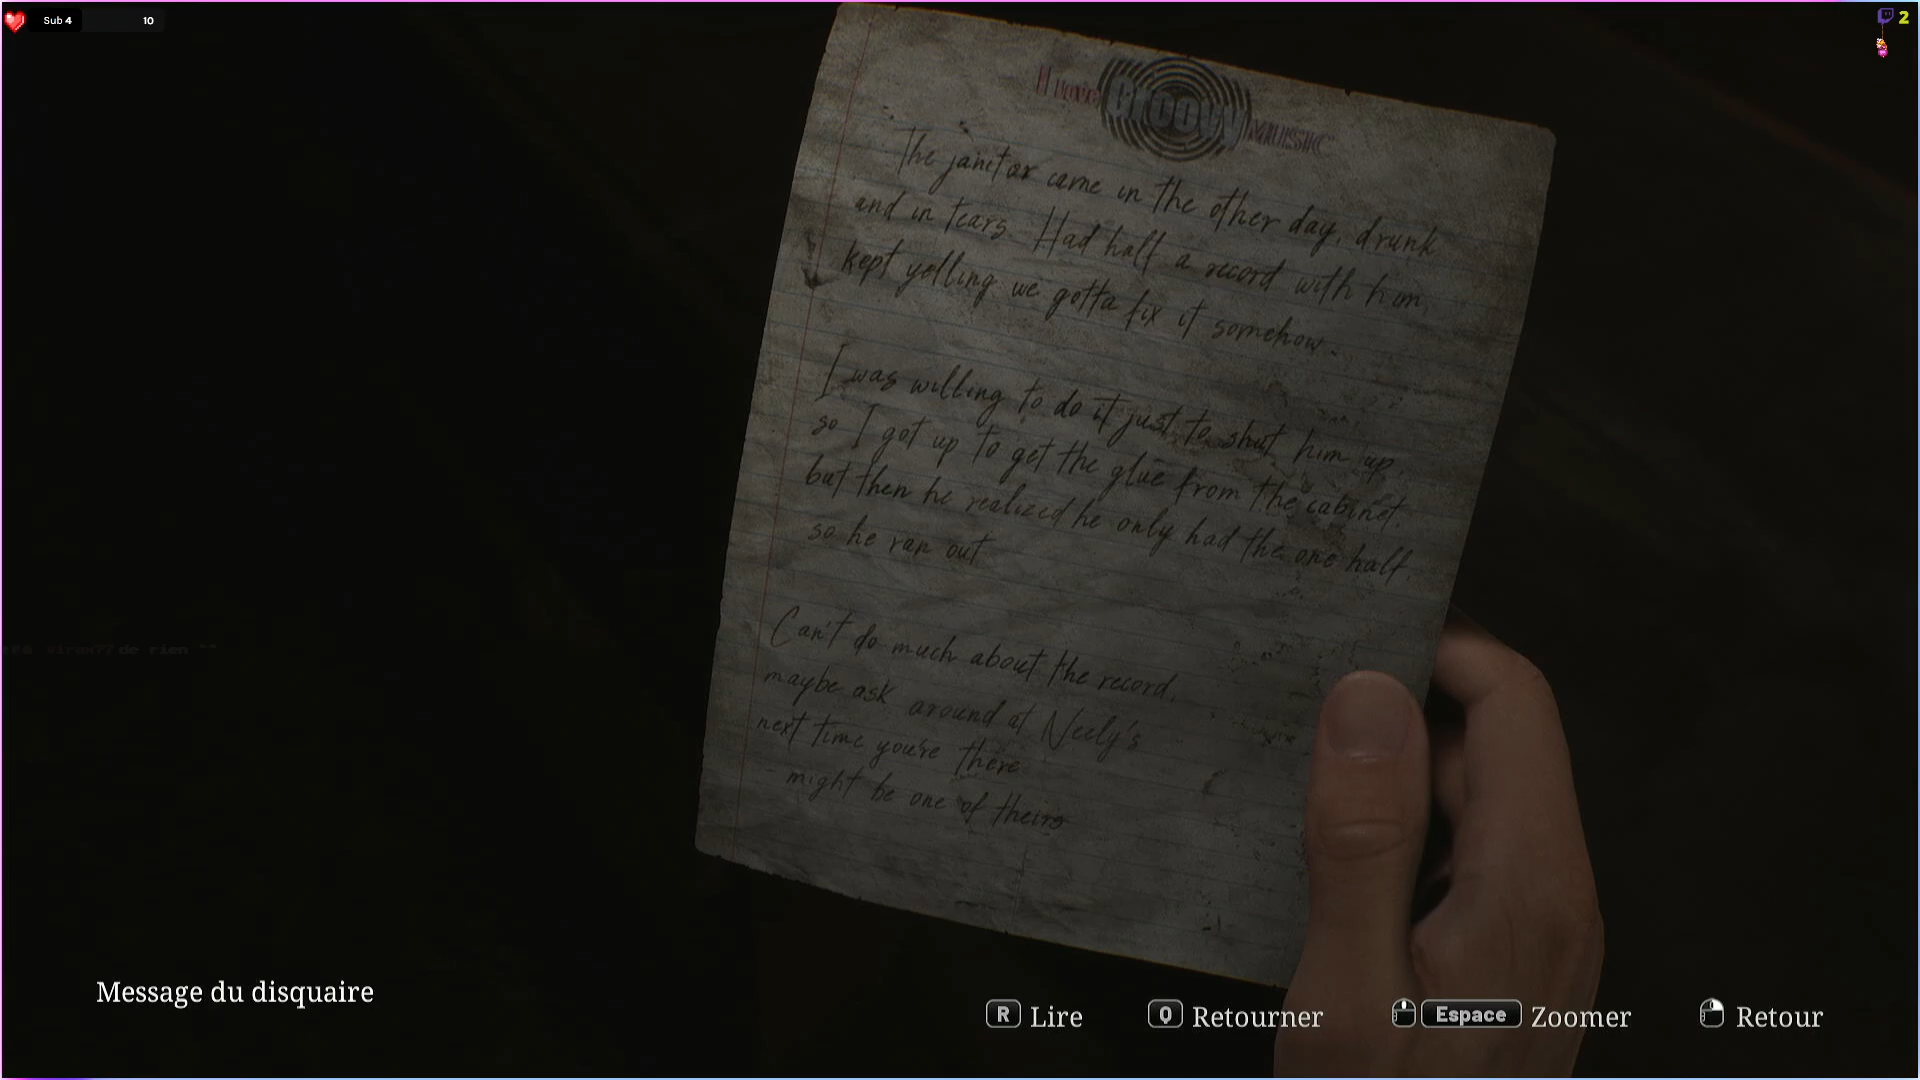 Sub 4
10
2
I love GROOVY MUSIC
The janitor came in the other day, drunk
and in tears. Had half a record with him,
kept yelling we gotta fix it somehow.
I was willing to do it just to shut him up,
so I got up to get the glue from the cabinet,
but then he realized he only had the one half,
so he ran out
Can't do much about the record,
maybe ask around at Neely's
next time you're there
might be one of theirs
de rien ^^
Message du disquaire
R Lire
Q Retourner
Espace Zoomer
Retour